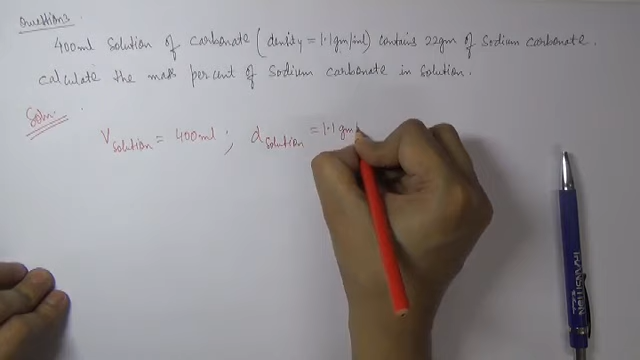 Question 3.
400ml solution of carbonate (density = 1.1 gm/ml) contains 22gm of Sodium carbonate.
calculate the mass percent of Sodium carbonate in solution.
Soln.
V solution = 400ml ; d solution = 1.1 gm/